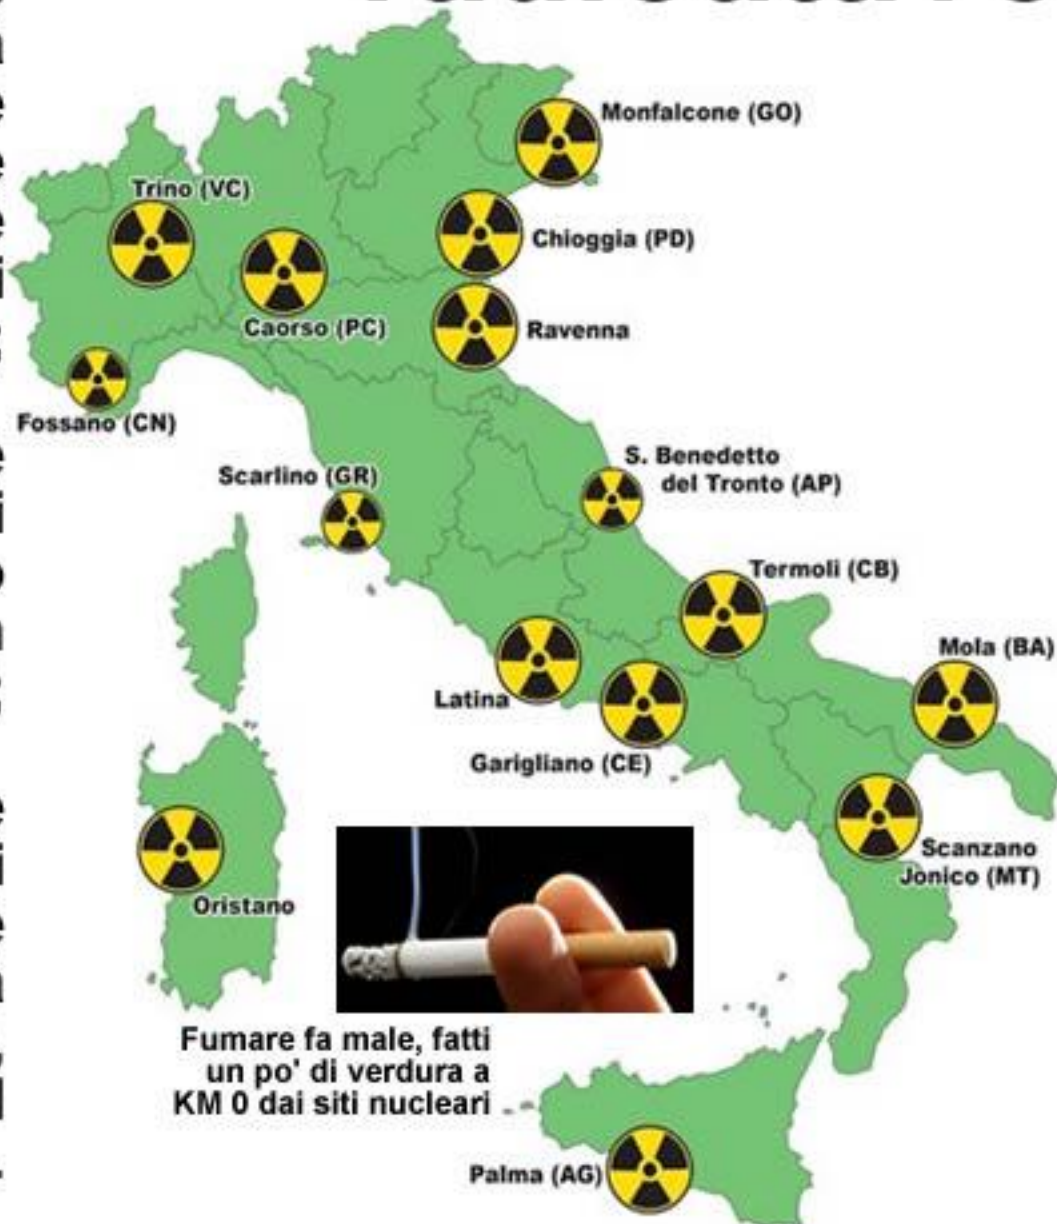 Monfalcone (GO)
Trino (VC)
Chioggia (PD)
Caorso (PC)
Ravenna
Fossano (CN)
S. Benedetto
del Tronto (AP)
Scarlino (GR)
Termoli (CB)
Mola (BA)
Latina
Garigliano (CE)
Scanzano
Jonico (MT)
Oristano
Fumare fa male, fatti
un po' di verdura a
KM 0 dai siti nucleari
Palma (AG)